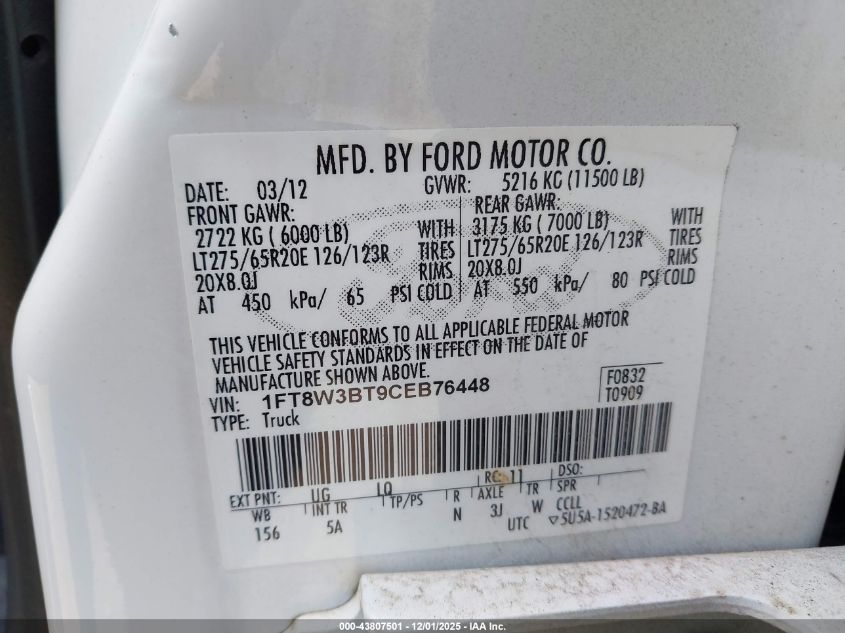 MFD. BY FORD MOTOR CO.
DATE: 03/12 GVWR: 5216 KG (11500 LB)
FRONT GAWR: REAR GAWR:
2722 KG ( 6000 LB) WITH 3175 KG ( 7000 LB) WITH
LT275/65R20E 126/123R TIRES LT275/65R20E 126/123R TIRES
20X8.0J RIMS 20X8.0J RIMS
AT 450 kPa/ 65 PSI COLD AT 550 kPa/ 80 PSI COLD
THIS VEHICLE CONFORMS TO ALL APPLICABLE FEDERAL MOTOR
VEHICLE SAFETY STANDARDS IN EFFECT ON THE DATE OF
MANUFACTURE SHOWN ABOVE.
VIN: 1FT8W3BT9CEB76448 F0832
TYPE: Truck T0909
EXT PNT: UG LQ RC: 11 DSO:
WB INT TR TP/PS R AXLE TR SPR
156 5A N 3J W CCLL
UTC ▽5U5A-1520472-BA
000-43807501 - 12/01/2025 - IAA Inc.